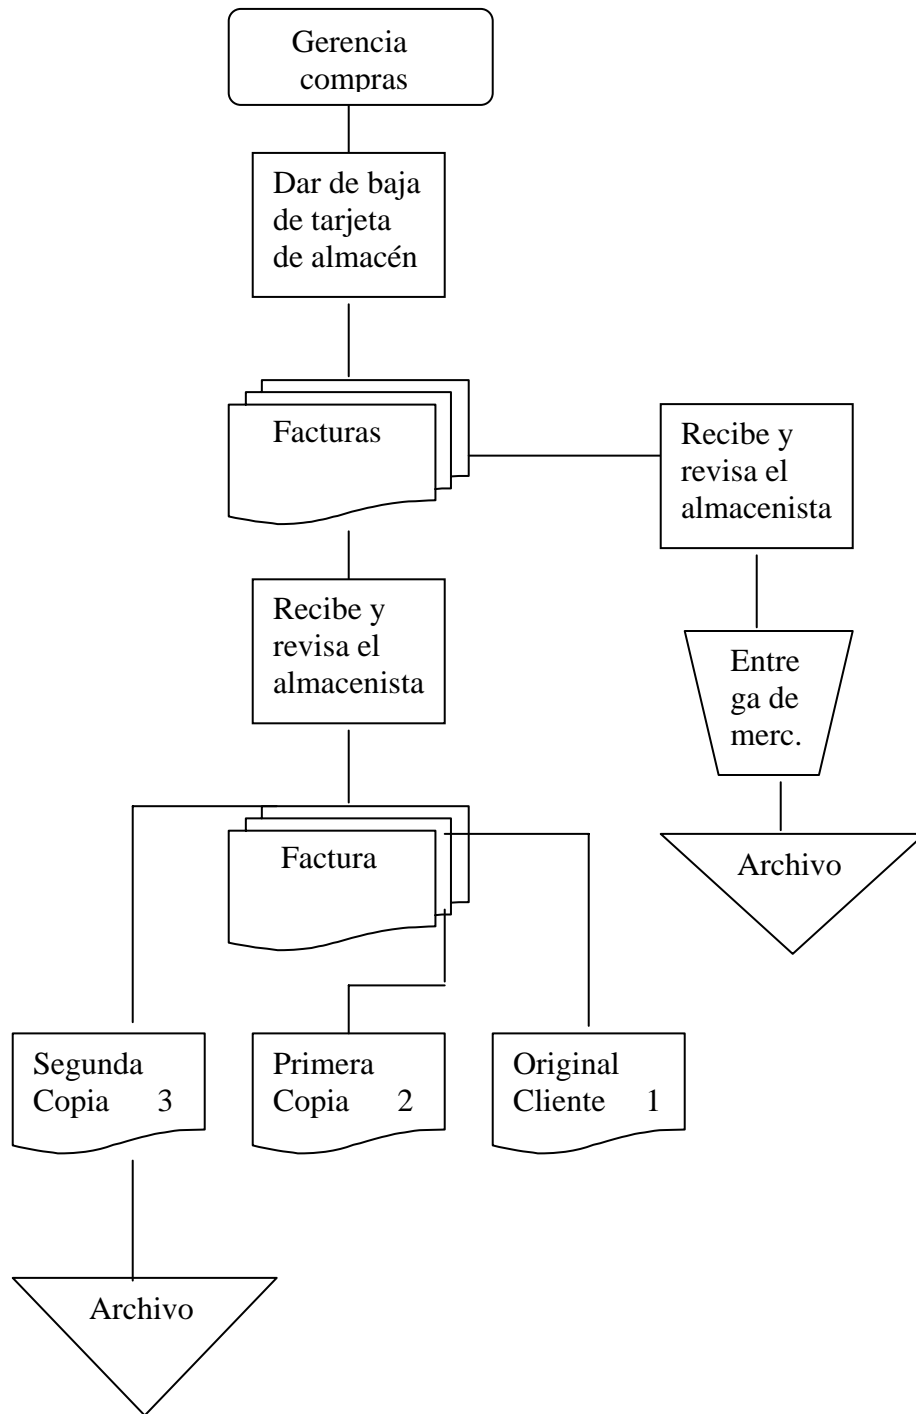 Gerencia
compras
Dar de baja
de tarjeta
de almacén
Facturas
Recibe y
revisa el
almacenista
Recibe y
revisa el
almacenista
Entre
ga de
merc.
Archivo
Factura
Segunda
Copia 3
Primera
Copia 2
Original
Cliente 1
Archivo